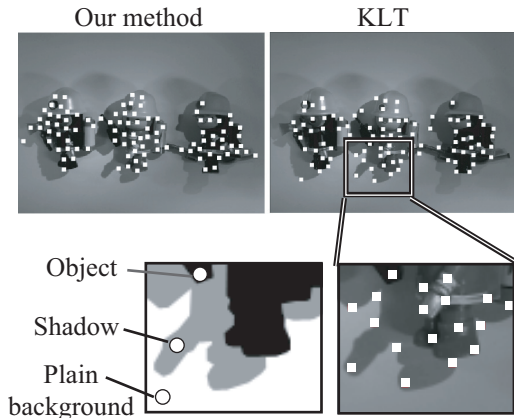 Our method
KLT
Object
Shadow
Plain
background